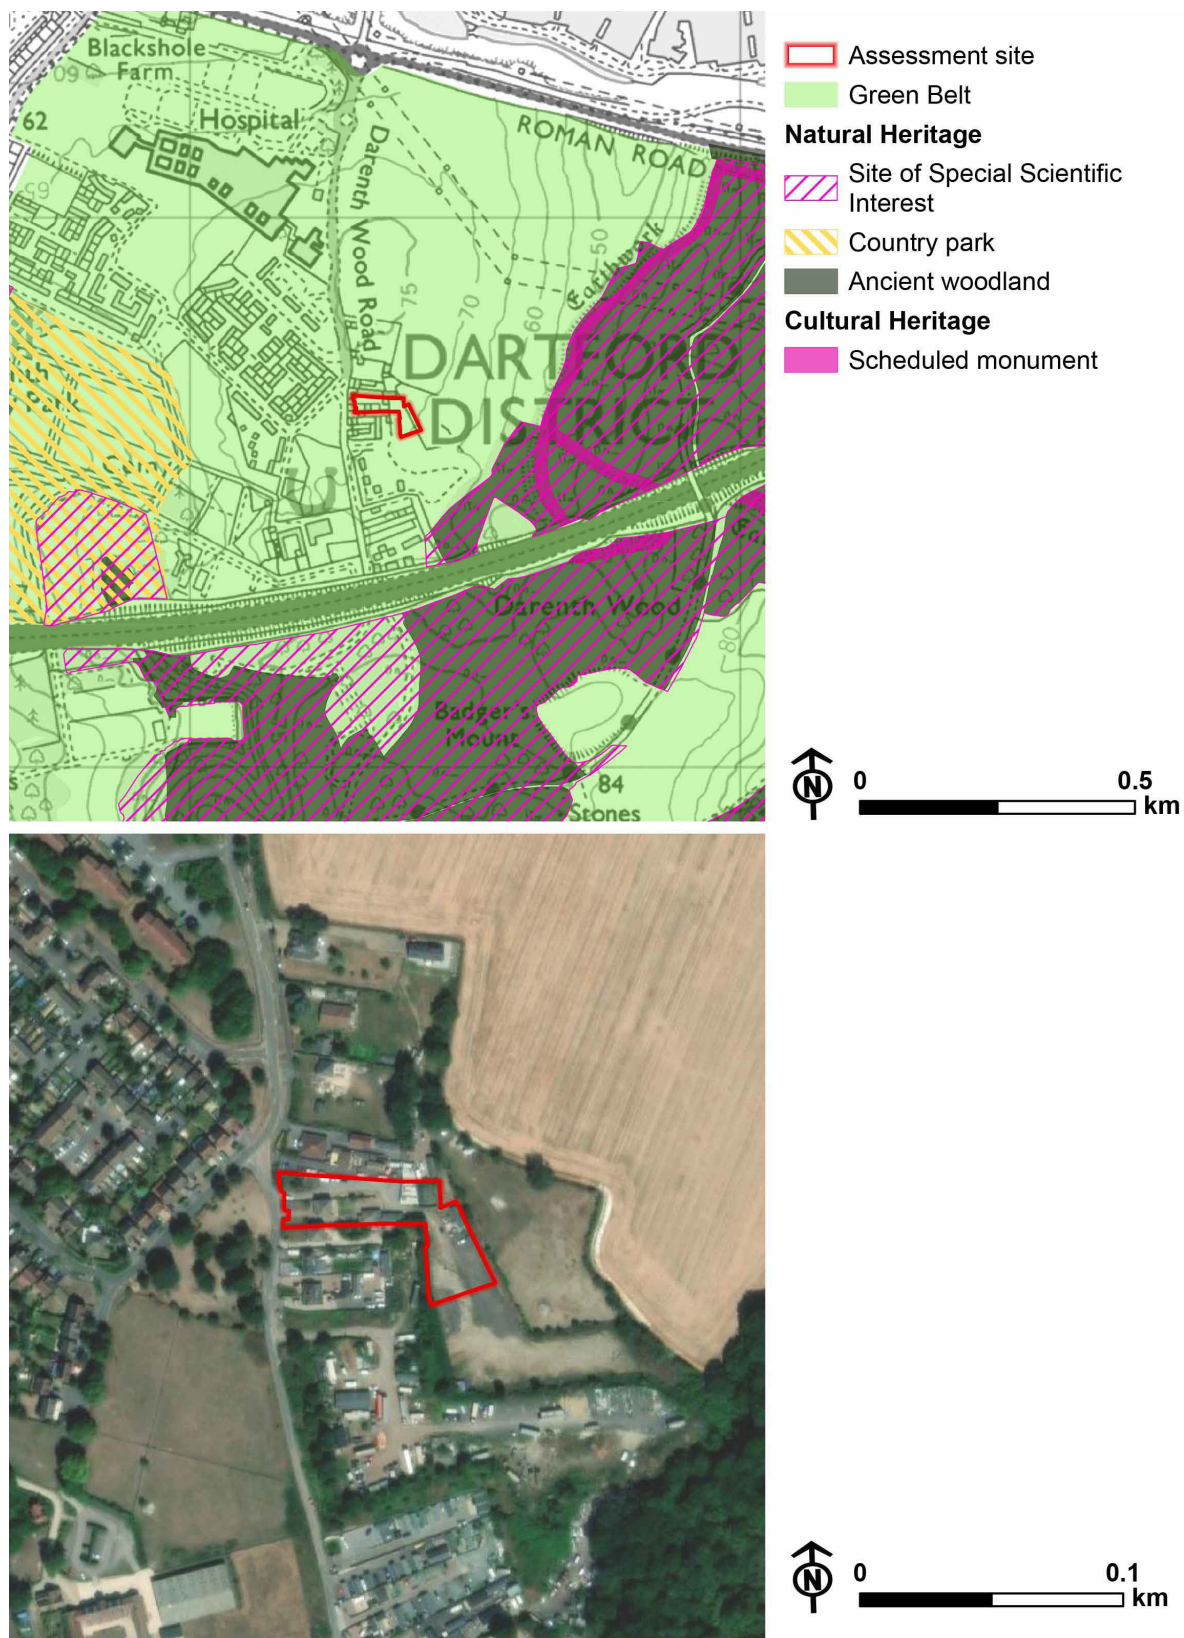 Blackshole
Farm
60
62
Hospital
Darenth Wood Road
ROMAN ROAD
65
50
Earthwork
75
70
60
DARTFORD
DISTRICT
Darenth Wood
80
Badger's
Mount
84
Stones
s
Assessment site
Green Belt
Natural Heritage
Site of Special Scientific
Interest
Country park
Ancient woodland
Cultural Heritage
Scheduled monument
N
0
0.5
km
N
0
0.1
km